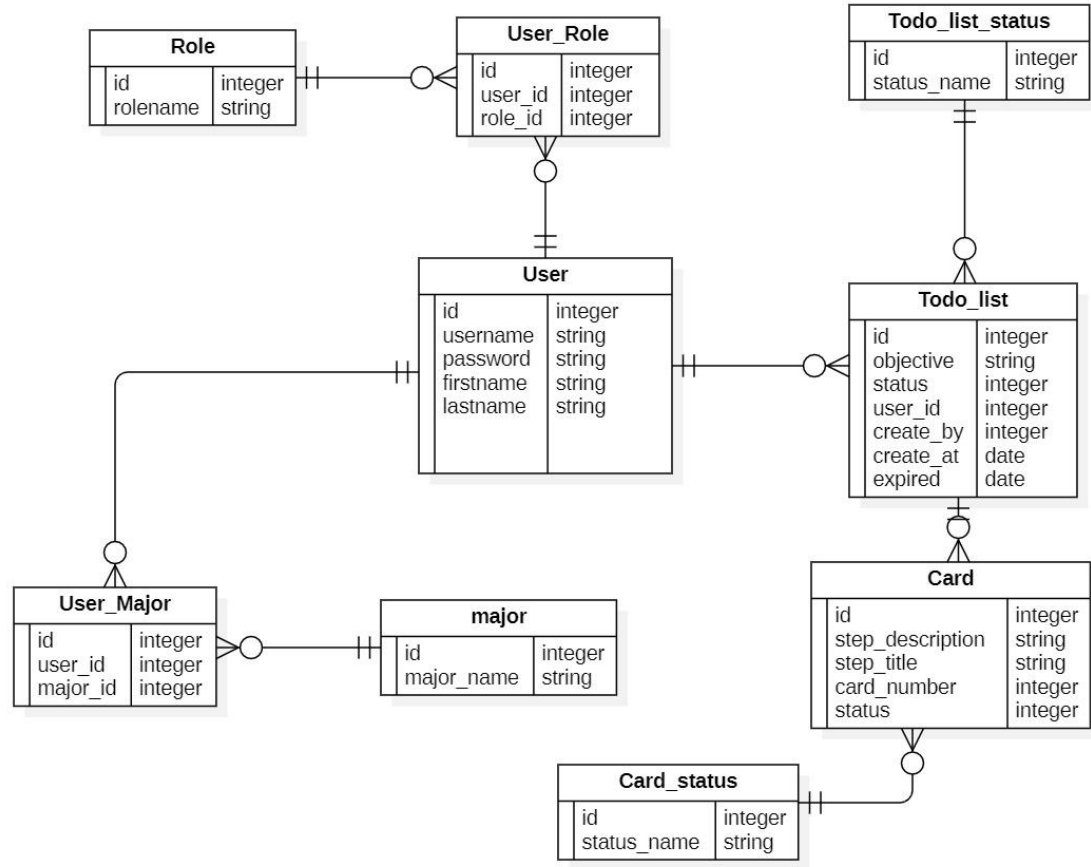 Role
id integer
rolename string
User_Role
id integer
user_id integer
role_id integer
Todo_list_status
id integer
status_name string
User
id integer
username string
password string
firstname string
lastname string
Todo_list
id integer
objective string
status integer
user_id integer
create_by integer
create_at date
expired date
User_Major
id integer
user_id integer
major_id integer
major
id integer
major_name string
Card
id integer
step_description string
step_title string
card_number integer
status integer
Card_status
id integer
status_name string